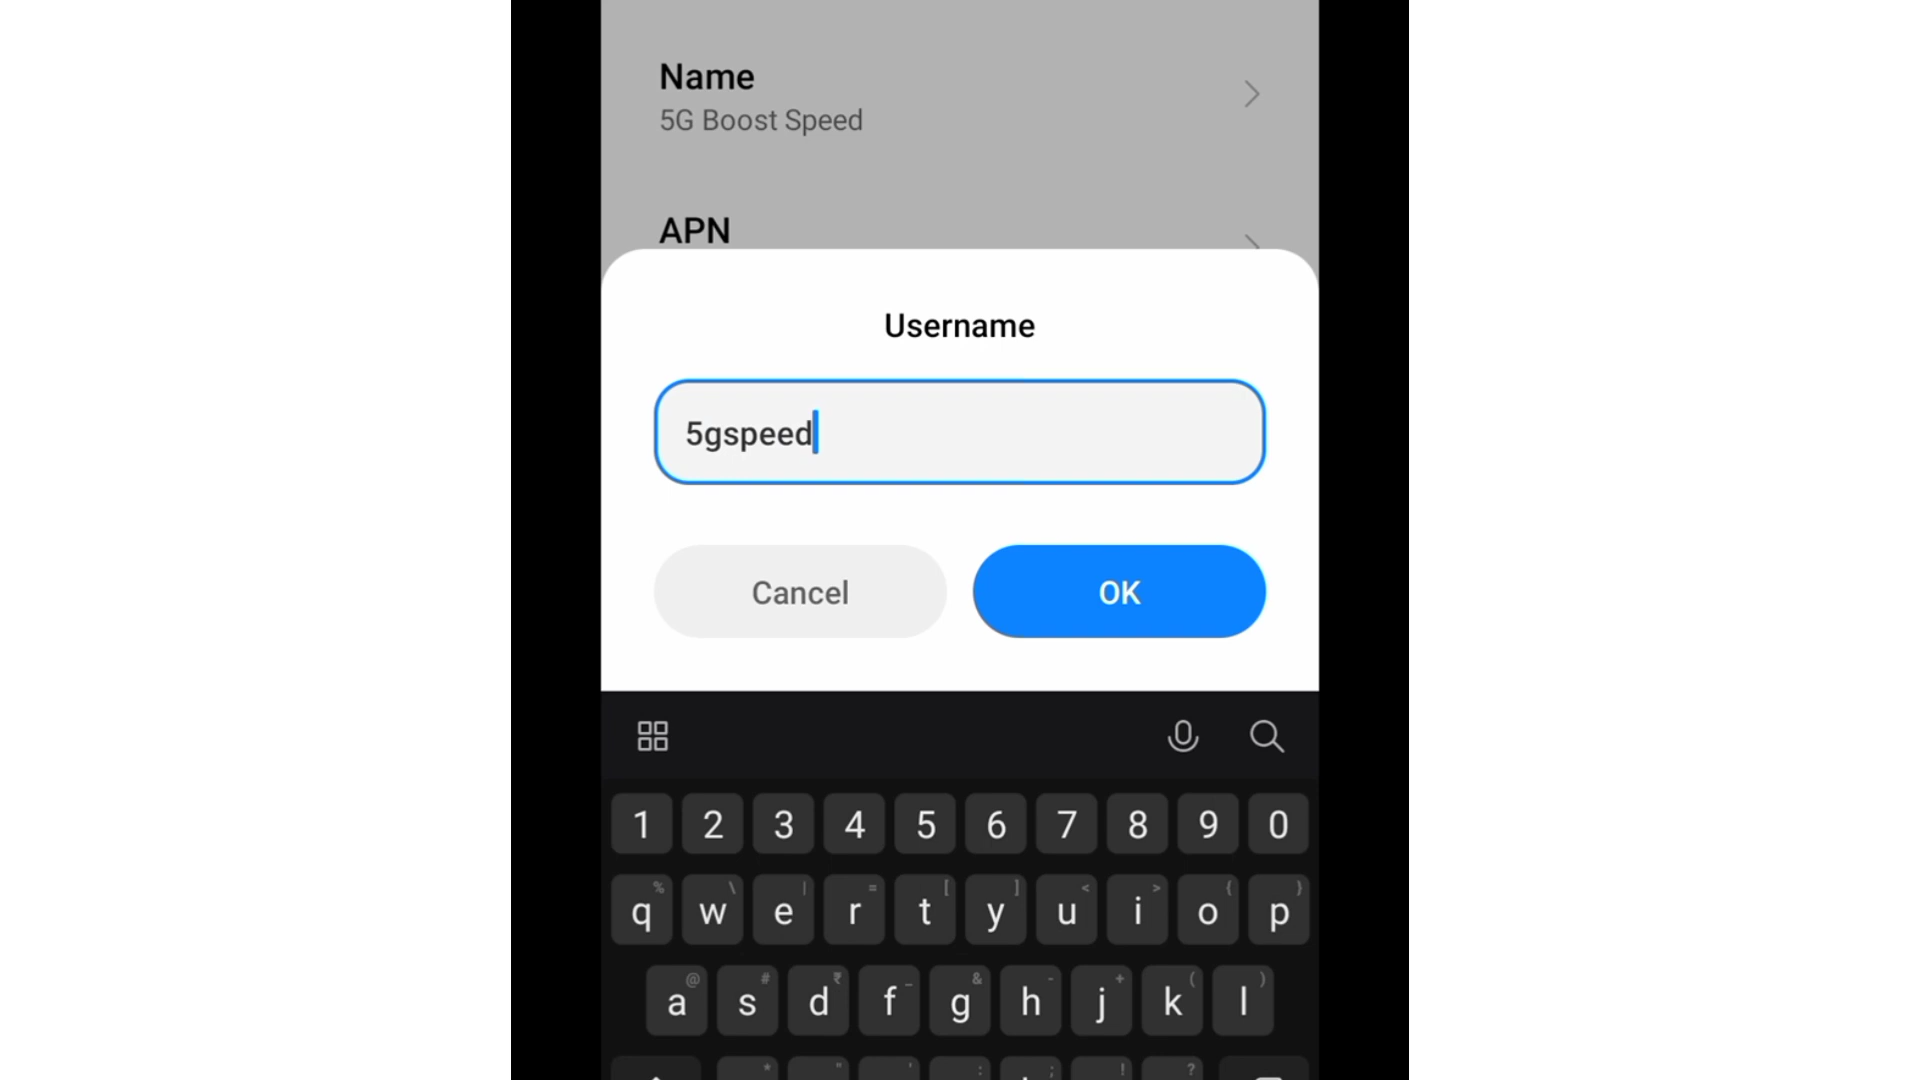 Name
5G Boost Speed
APN
Username
5gspeed
Cancel
OK
1 2 3 4 5 6 7 8 9 0
% \ | = [ ] < > { }
q w e r t y u i o p
@ # ₹ _ & - + ( )
a s d f g h j k l
* " ' : ; ! ?